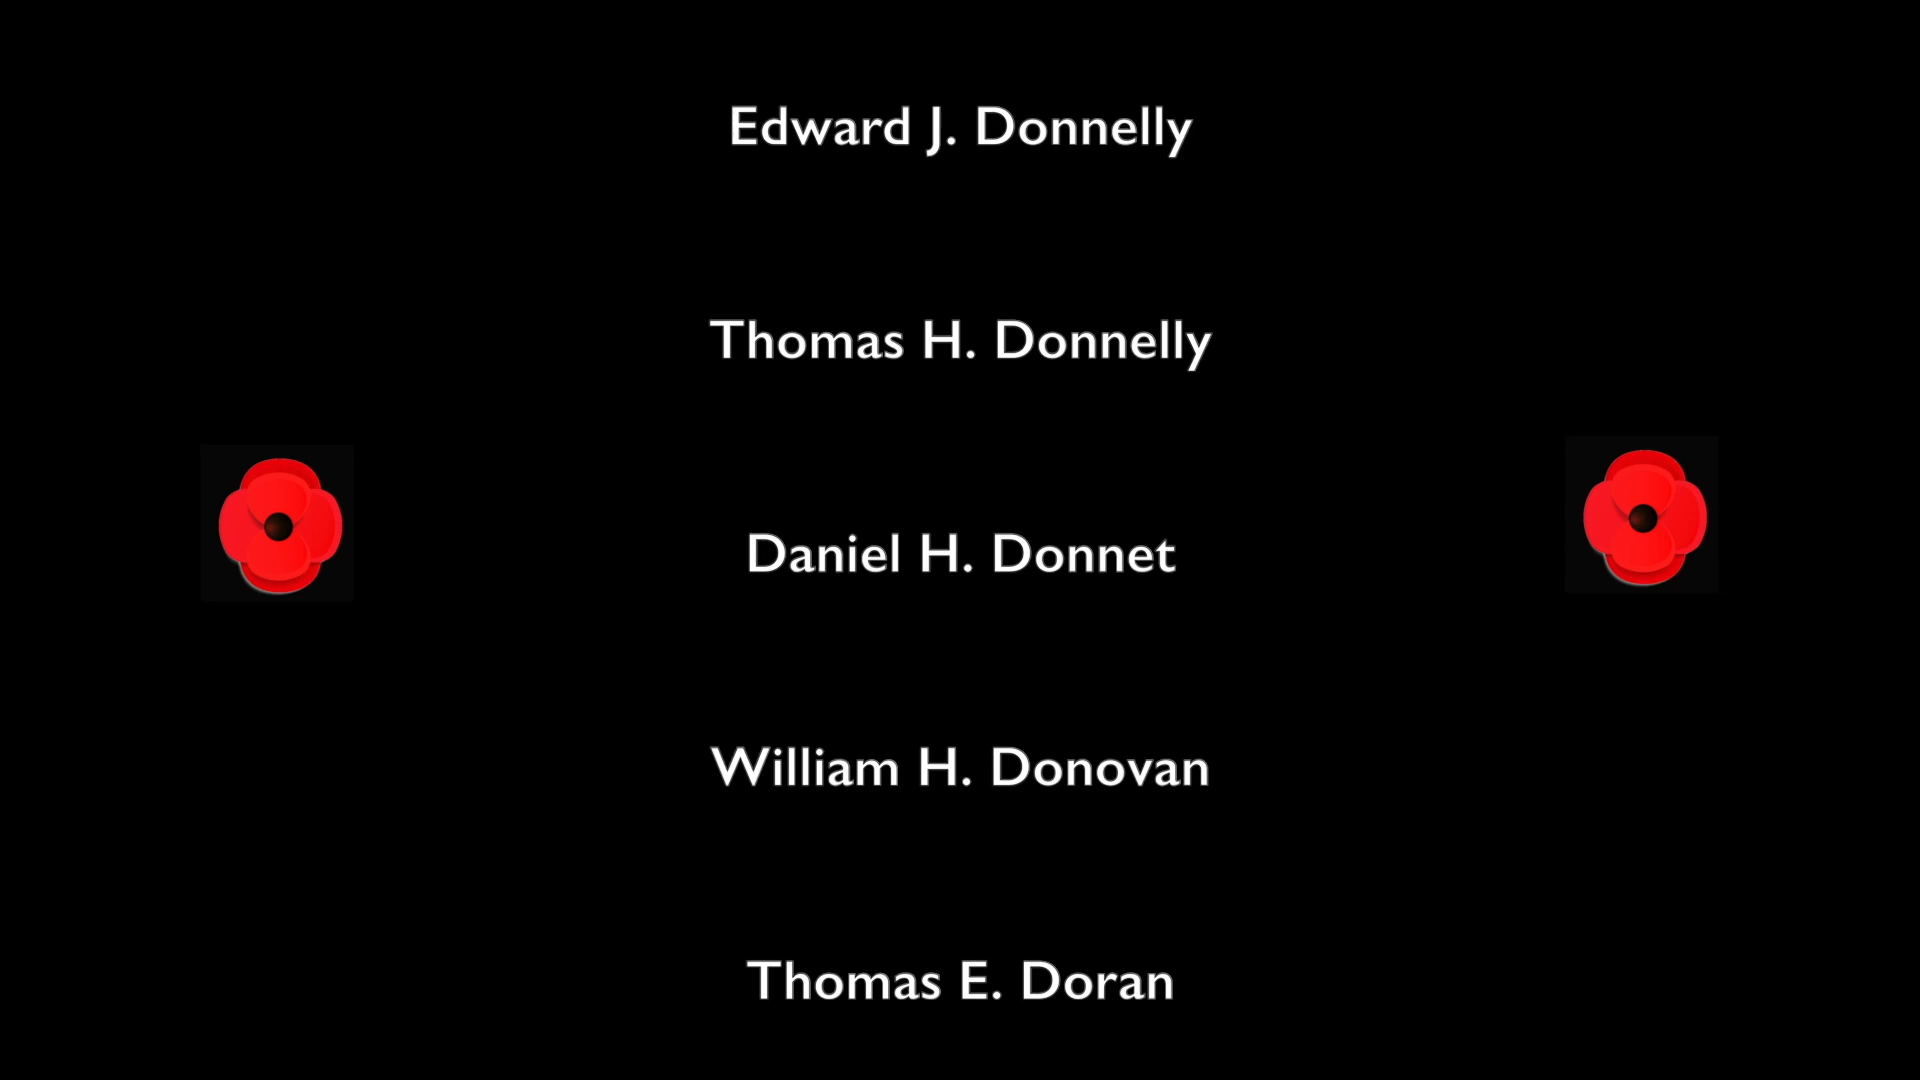 Edward J. Donnelly
Thomas H. Donnelly
Daniel H. Donnet
William H. Donovan
Thomas E. Doran